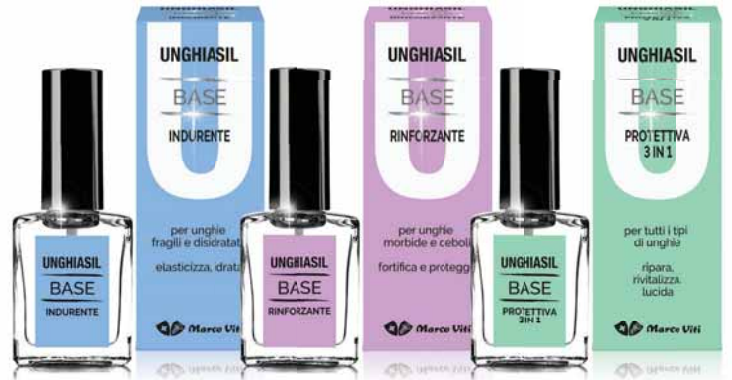 UNGHIASIL
BASE
INDURENTE
per unghie
fragili e disidratat
elasticizza, idrata
Marco Viti
UNGHIASIL
BASE
INDURENTE
UNGHIASIL
BASE
RINFORZANTE
per unghie
morbide e ceboli
fortifica e protegg
Marco Viti
UNGHIASIL
BASE
RINFORZANTE
UNGHIASIL
BASE
PROTETTIVA
3 IN 1
per tutti i tipi
di unghie
ripara,
rivitalizza,
lucida
Marco Viti
UNGHIASIL
BASE
PROTETTIVA
3 IN 1